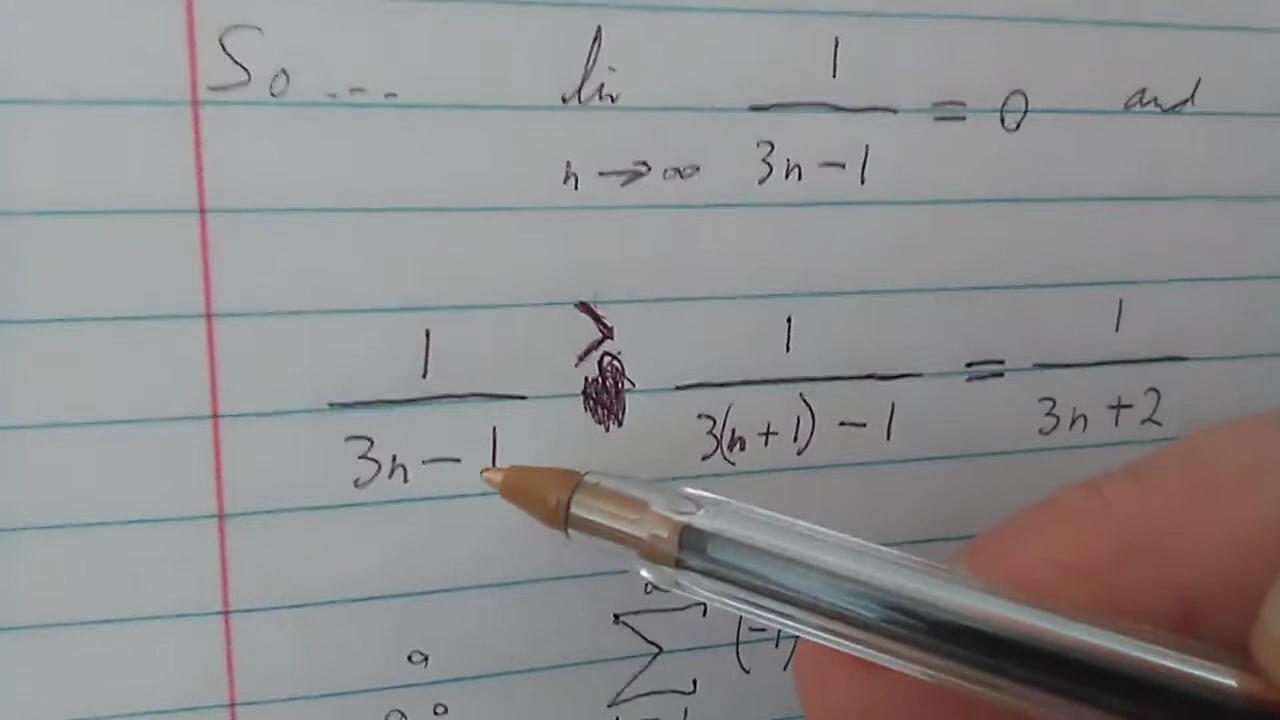 So ... lim n→∞ 1/(3n-1) = 0 and
1/(3n-1) > 1/(3(n+1)-1) = 1/(3n+2)
∑ (-1)